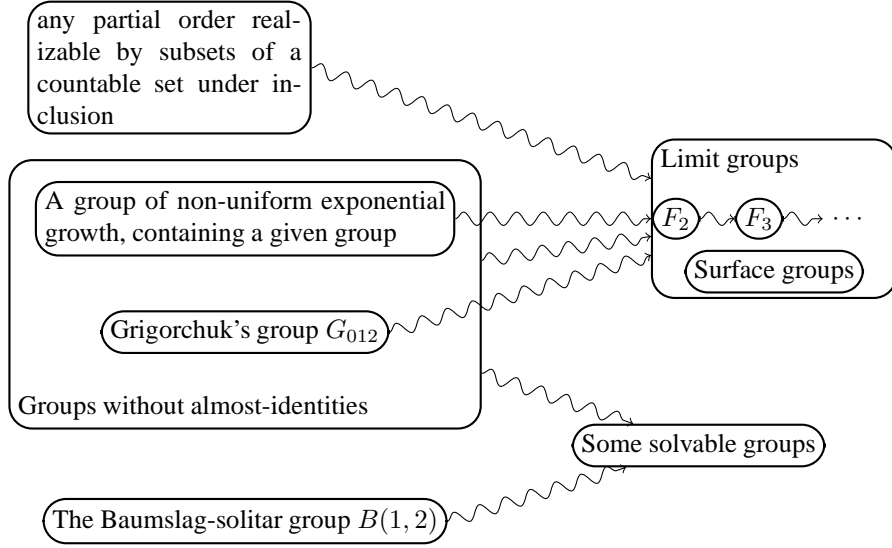 any partial order real-
izable by subsets of a
countable set under in-
clusion
Limit groups
A group of non-uniform exponential
growth, containing a given group
F₂
F₃
⋯
Surface groups
Grigorchuk's group G₀₁₂
Groups without almost-identities
Some solvable groups
The Baumslag-solitar group B(1, 2)